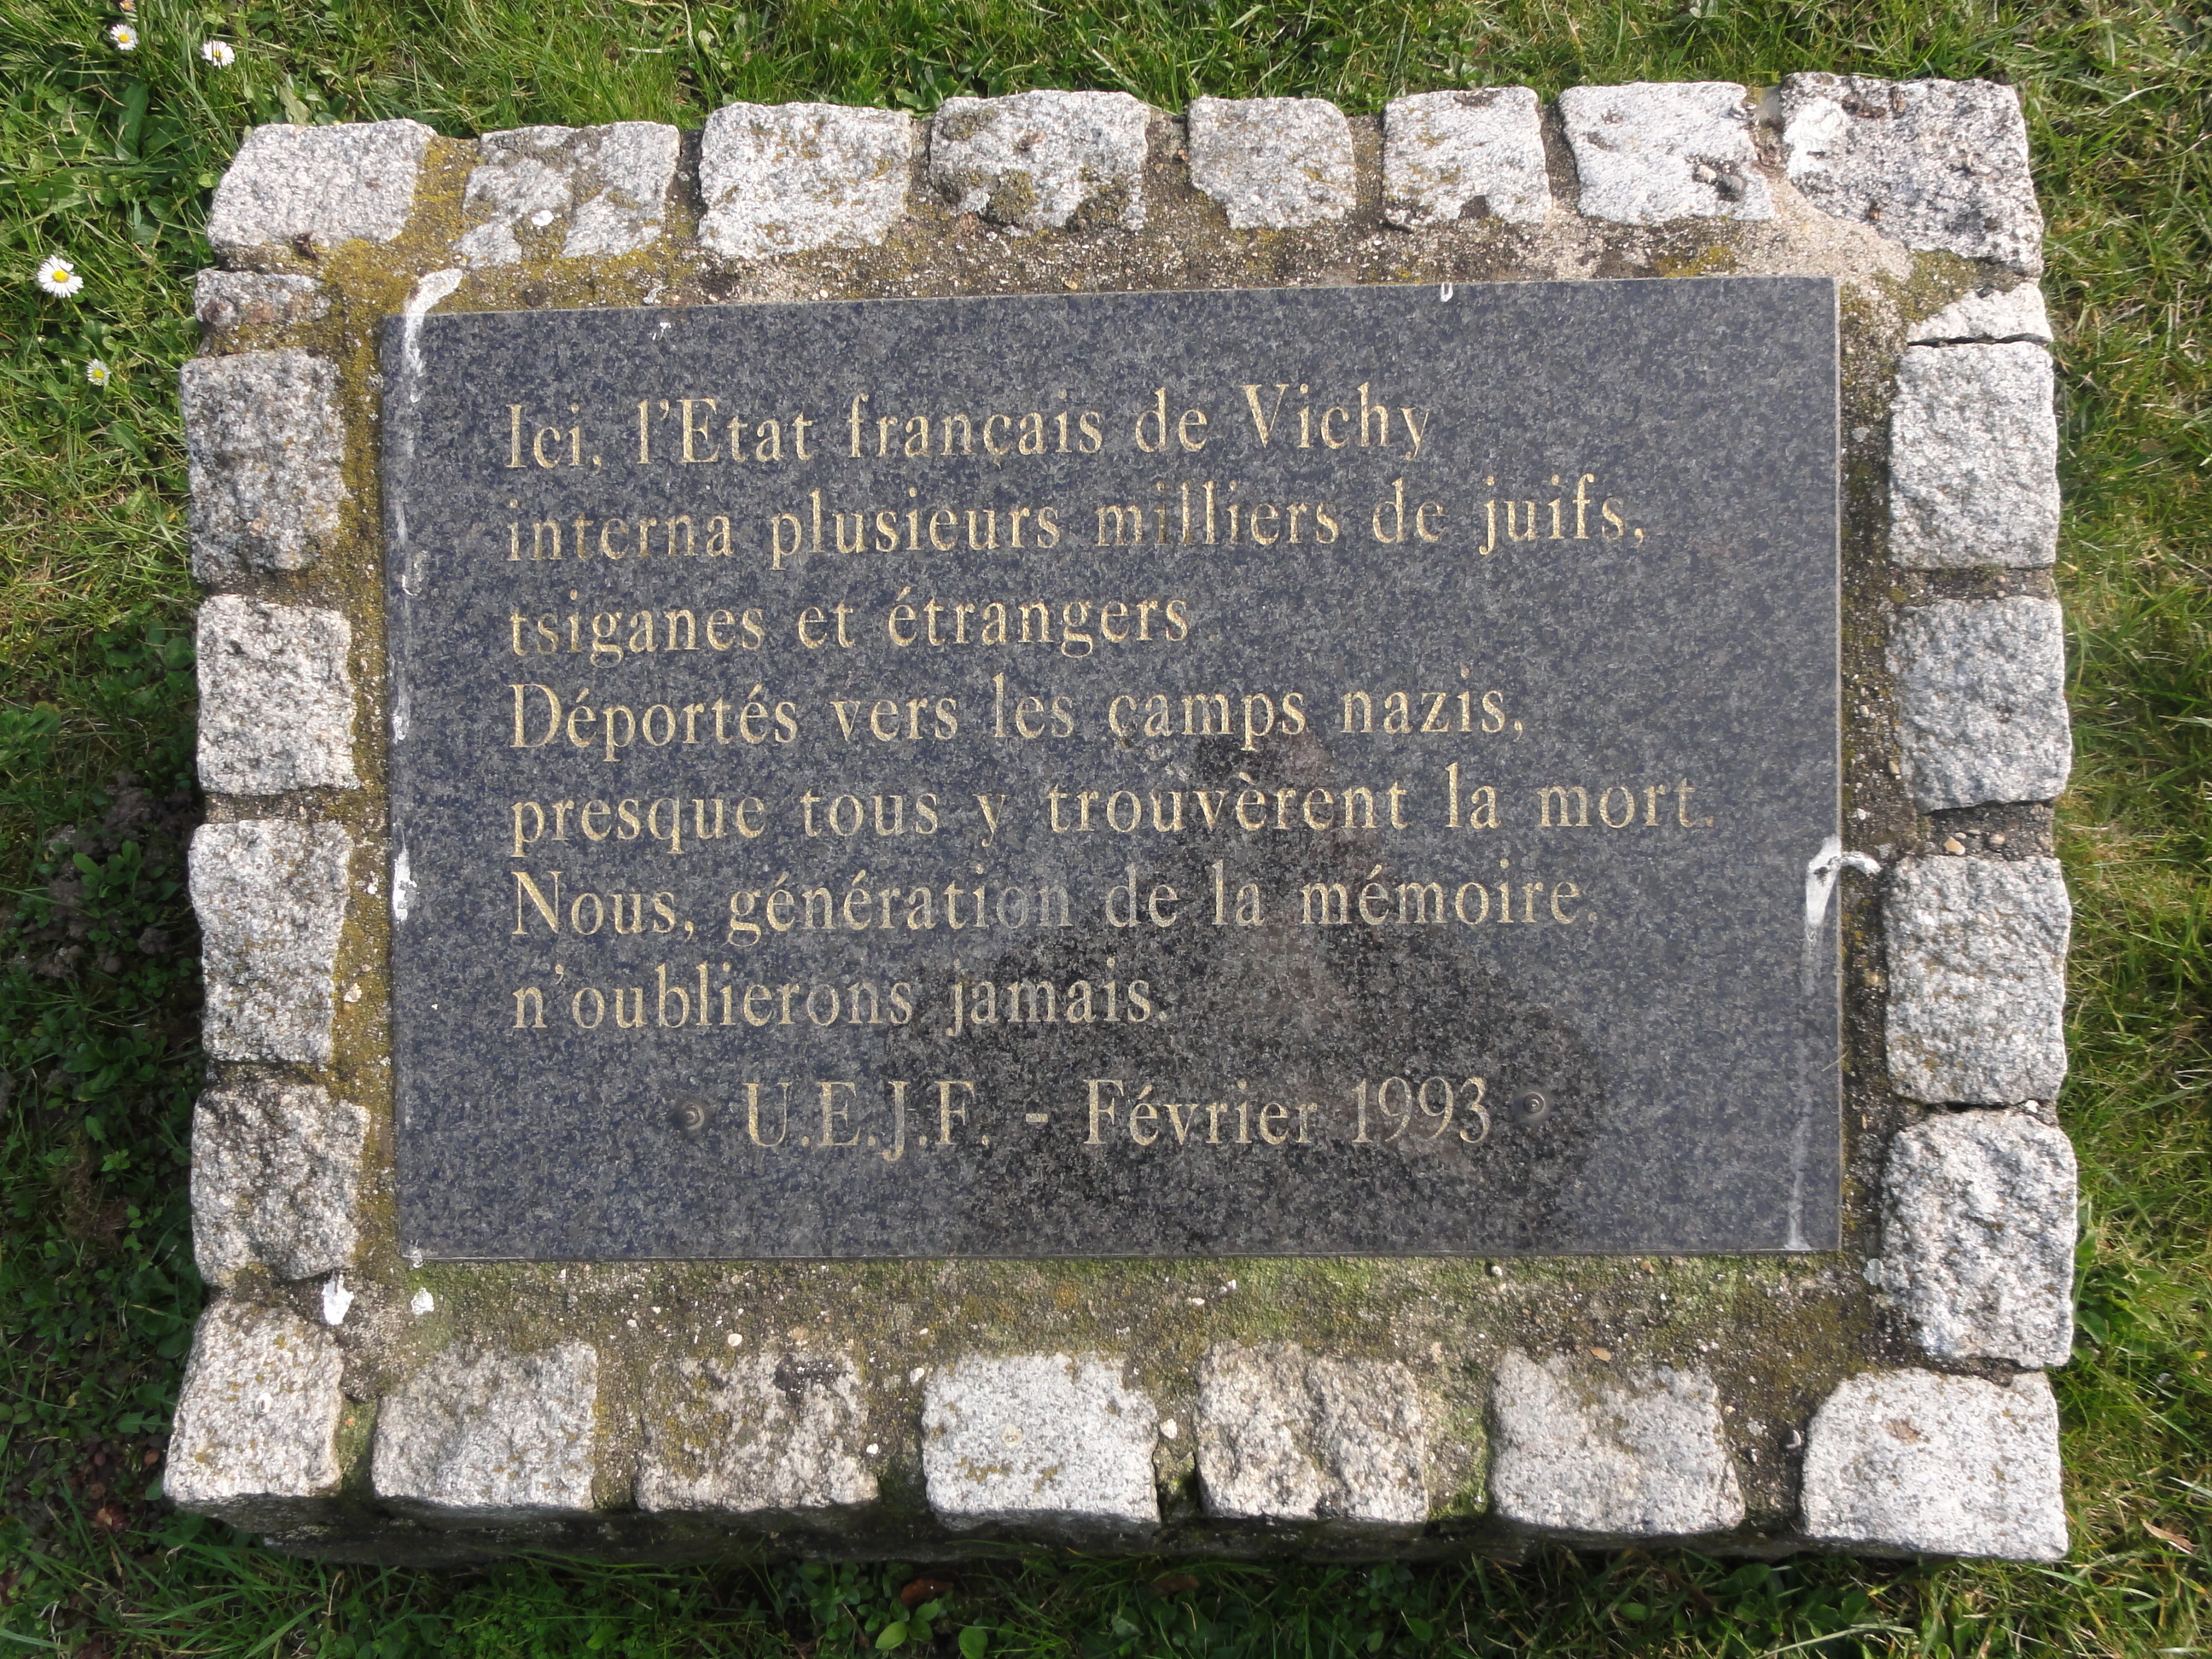 Ici, l'Etat français de Vichy
interna plusieurs milliers de juifs,
tsiganes et étrangers.
Déportés vers les camps nazis,
presque tous y trouvèrent la mort.
Nous, génération de la mémoire,
n'oublierons jamais.
U.E.J.F. - Février 1993